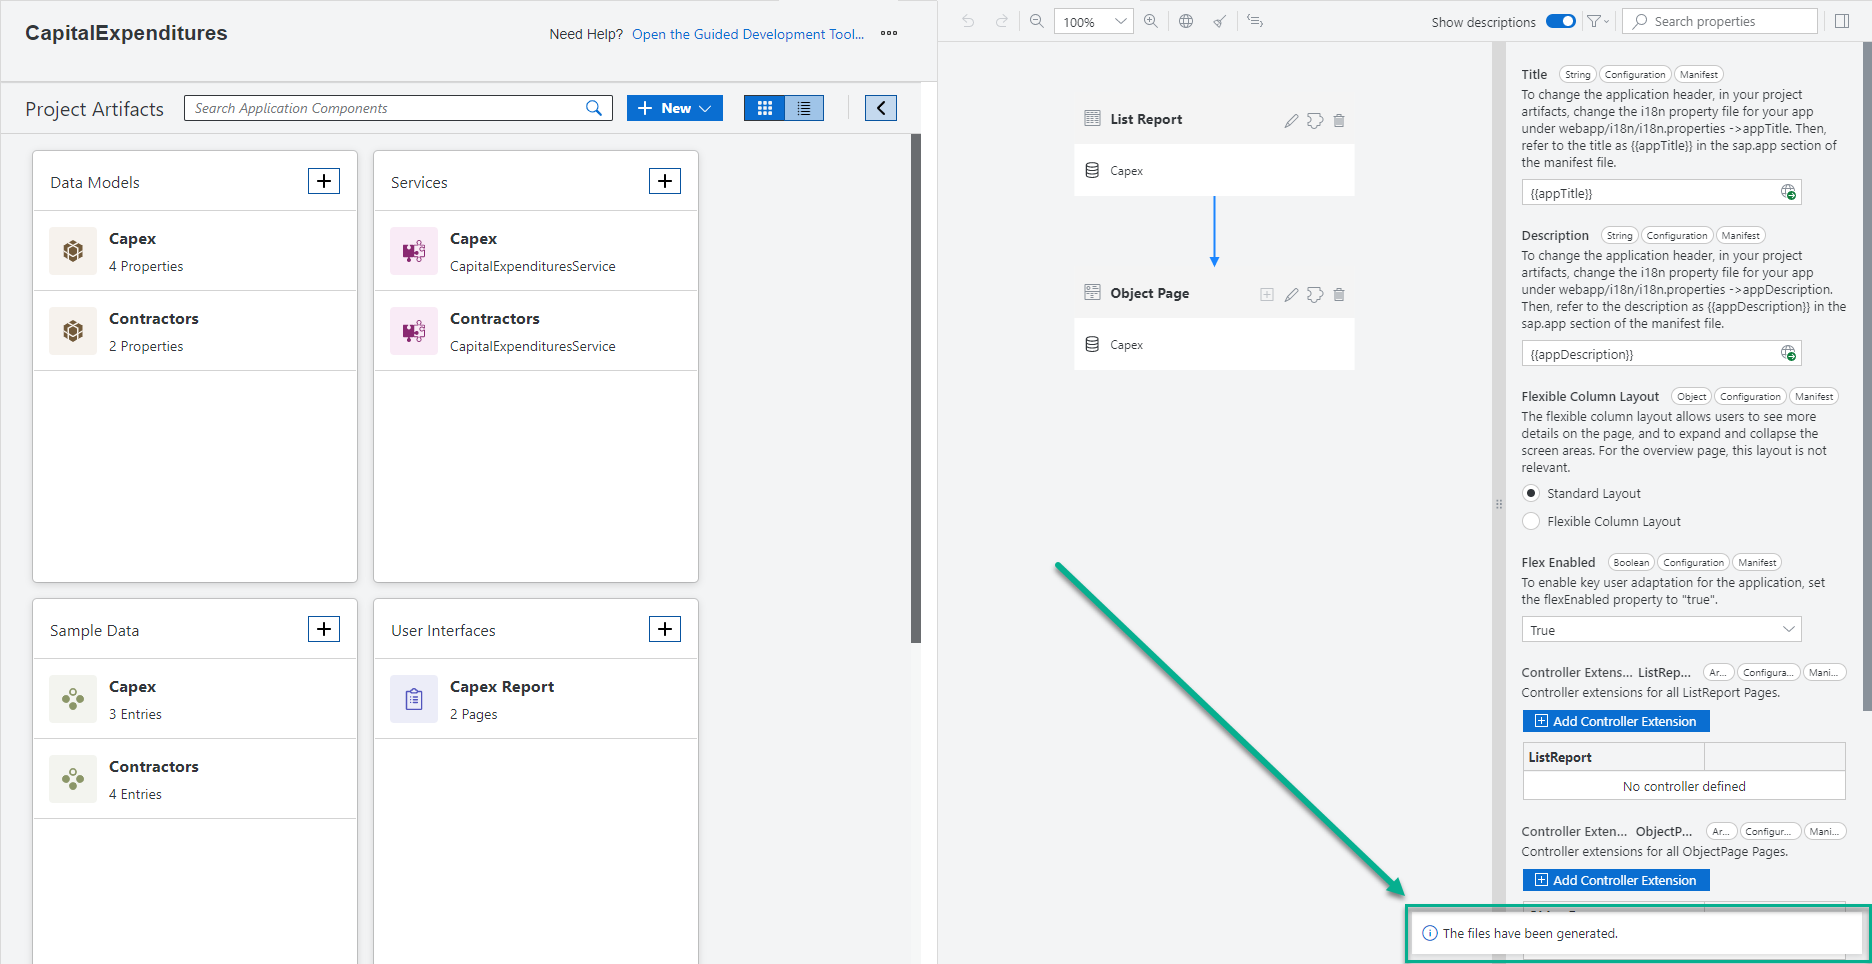 CapitalExpenditures
Need Help? Open the Guided Development Tool...
Project Artifacts
Search Application Components
New
Data Models
Capex
4 Properties
Contractors
2 Properties
Services
Capex
CapitalExpendituresService
Contractors
CapitalExpendituresService
Sample Data
Capex
3 Entries
Contractors
4 Entries
User Interfaces
Capex Report
2 Pages
100%
Show descriptions
Search properties
List Report
Capex
Object Page
Capex
Title String Configuration Manifest
To change the application header, in your project
artifacts, change the i18n property file for your app
under webapp/i18n/i18n.properties ->appTitle. Then,
refer to the title as {{appTitle}} in the sap.app section of
the manifest file.
{{appTitle}}
Description String Configuration Manifest
To change the application header, in your project
artifacts, change the i18n property file for your app
under webapp/i18n/i18n.properties ->appDescription.
Then, refer to the description as {{appDescription}} in the
sap.app section of the manifest file.
{{appDescription}}
Flexible Column Layout Object Configuration Manifest
The flexible column layout allows users to see more
details on the page, and to expand and collapse the
screen areas. For the overview page, this layout is not
relevant.
Standard Layout
Flexible Column Layout
Flex Enabled Boolean Configuration Manifest
To enable key user adaptation for the application, set
the flexEnabled property to "true".
True
Controller Extens... ListRep... Ar... Configura... Mani...
Controller extensions for all ListReport Pages.
Add Controller Extension
ListReport
No controller defined
Controller Exten... ObjectP... Ar... Configur... Mani...
Controller extensions for all ObjectPage Pages.
Add Controller Extension
The files have been generated.